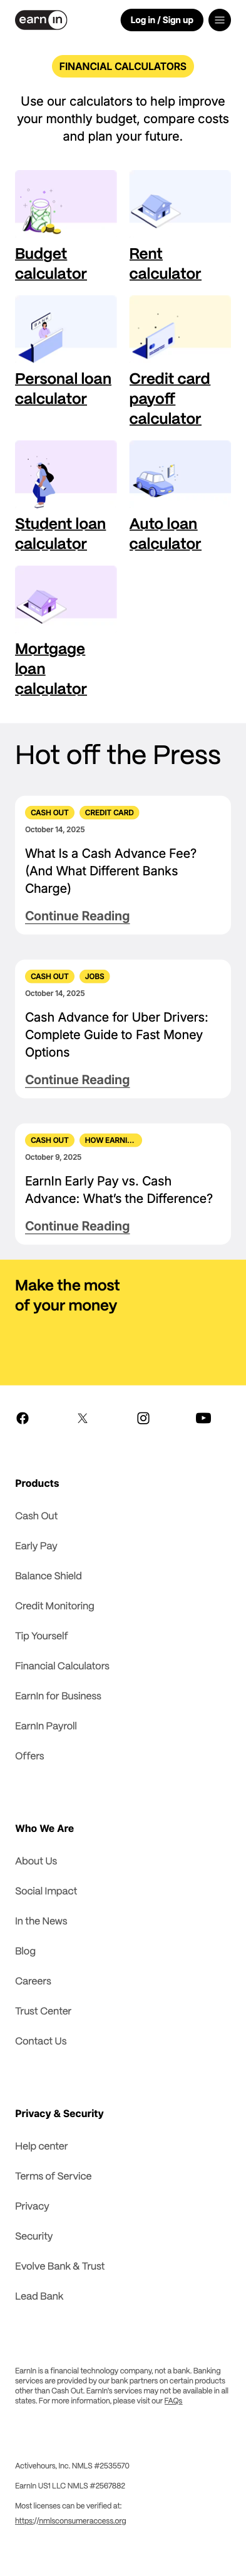 earn in
Log in / Sign up
FINANCIAL CALCULATORS
Use our calculators to help improve
your monthly budget, compare costs
and plan your future.
Budget
calculator
Rent
calculator
Personal loan
calculator
Credit card
payoff
calculator
Student loan
calculator
Auto loan
calculator
Mortgage
loan
calculator
Hot off the Press
CASH OUT CREDIT CARD
October 14, 2025
What Is a Cash Advance Fee?
(And What Different Banks
Charge)
Continue Reading
CASH OUT JOBS
October 14, 2025
Cash Advance for Uber Drivers:
Complete Guide to Fast Money
Options
Continue Reading
CASH OUT HOW EARNI...
October 9, 2025
EarnIn Early Pay vs. Cash
Advance: What's the Difference?
Continue Reading
Make the most
of your money
Products
Cash Out
Early Pay
Balance Shield
Credit Monitoring
Tip Yourself
Financial Calculators
EarnIn for Business
EarnIn Payroll
Offers
Who We Are
About Us
Social Impact
In the News
Blog
Careers
Trust Center
Contact Us
Privacy & Security
Help center
Terms of Service
Privacy
Security
Evolve Bank & Trust
Lead Bank
EarnIn is a financial technology company, not a bank. Banking
services are provided by our bank partners on certain products
other than Cash Out. EarnIn's services may not be available in all
states. For more information, please visit our FAQs
Activehours, Inc. NMLS #2535570
EarnIn US1 LLC NMLS #2567882
Most licenses can be verified at:
https://nmlsconsumeraccess.org